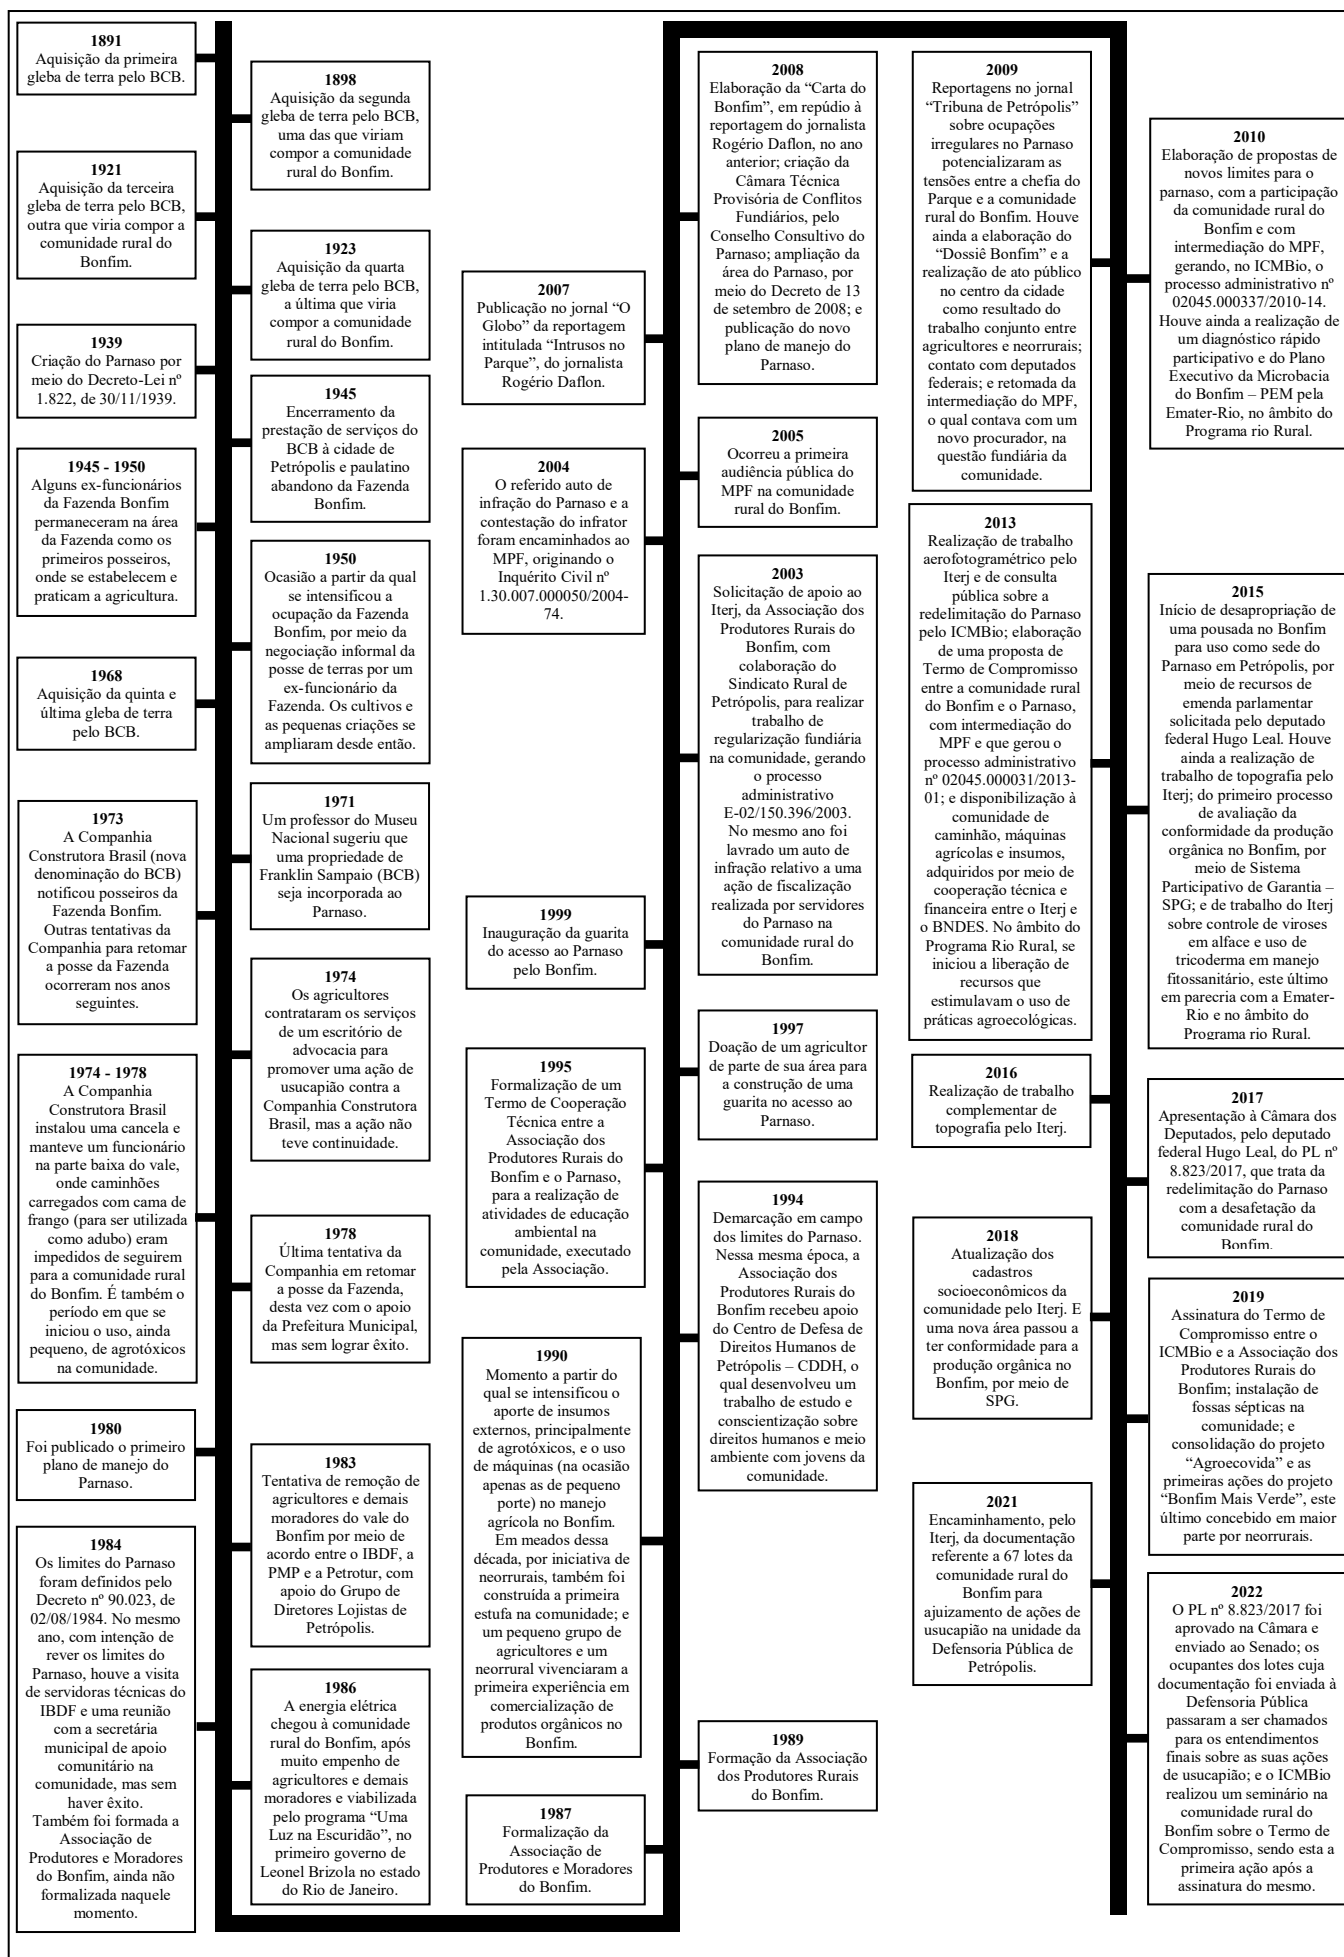 1891
Aquisição da primeira
gleba de terra pelo BCB.
1898
Aquisição da segunda
gleba de terra pelo BCB,
uma das que viriam
compor a comunidade
rural do Bonfim.
1921
Aquisição da terceira
gleba de terra pelo BCB,
outra que viria compor a
comunidade rural do
Bonfim.
1923
Aquisição da quarta
gleba de terra pelo BCB,
a última que viria
compor a comunidade
rural do Bonfim.
1939
Criação do Parnaso por
meio do Decreto-Lei nº
1.822, de 30/11/1939.
1945
Encerramento da
prestação de serviços do
BCB à cidade de
Petrópolis e paulatino
abandono da Fazenda
Bonfim.
1945 - 1950
Alguns ex-funcionários
da Fazenda Bonfim
permaneceram na área
da Fazenda como os
primeiros posseiros,
onde se estabelecem e
praticam a agricultura.
1950
Ocasião a partir da qual
se intensificou a
ocupação da Fazenda
Bonfim, por meio da
negociação informal da
posse de terras por um
ex-funcionário da
Fazenda. Os cultivos e
as pequenas criações se
ampliaram desde então.
1968
Aquisição da quinta e
última gleba de terra
pelo BCB.
1971
Um professor do Museu
Nacional sugeriu que
uma propriedade de
Franklin Sampaio (BCB)
seja incorporada ao
Parnaso.
1973
A Companhia
Construtora Brasil (nova
denominação do BCB)
notificou posseiros da
Fazenda Bonfim.
Outras tentativas da
Companhia para retomar
a posse da Fazenda
ocorreram nos anos
seguintes.
1974
Os agricultores
contrataram os serviços
de um escritório de
advocacia para
promover uma ação de
usucapião contra a
Companhia Construtora
Brasil, mas a ação não
teve continuidade.
1974 - 1978
A Companhia
Construtora Brasil
instalou uma cancela e
manteve um funcionário
na parte baixa do vale,
onde caminhões
carregados com cama de
frango (para ser utilizada
como adubo) eram
impedidos de seguirem
para a comunidade rural
do Bonfim. É também o
período em que se
iniciou o uso, ainda
pequeno, de agrotóxicos
na comunidade.
1978
Última tentativa da
Companhia em retomar
a posse da Fazenda,
desta vez com o apoio
da Prefeitura Municipal,
mas sem lograr êxito.
1980
Foi publicado o primeiro
plano de manejo do
Parnaso.
1983
Tentativa de remoção de
agricultores e demais
moradores do vale do
Bonfim por meio de
acordo entre o IBDF, a
PMP e a Petrotur, com
apoio do Grupo de
Diretores Lojistas de
Petrópolis.
1984
Os limites do Parnaso
foram definidos pelo
Decreto nº 90.023, de
02/08/1984. No mesmo
ano, com intenção de
rever os limites do
Parnaso, houve a visita
de servidoras técnicas do
IBDF e uma reunião
com a secretária
municipal de apoio
comunitário na
comunidade, mas sem
haver êxito.
Também foi formada a
Associação de
Produtores e Moradores
do Bonfim, ainda não
formalizada naquele
momento.
1986
A energia elétrica
chegou à comunidade
rural do Bonfim, após
muito empenho de
agricultores e demais
moradores e viabilizada
pelo programa “Uma
Luz na Escuridão”, no
primeiro governo de
Leonel Brizola no estado
do Rio de Janeiro.
1987
Formalização da
Associação de
Produtores e Moradores
do Bonfim.
1989
Formação da Associação
dos Produtores Rurais
do Bonfim.
1990
Momento a partir do
qual se intensificou o
aporte de insumos
externos, principalmente
de agrotóxicos, e o uso
de máquinas (na ocasião
apenas as de pequeno
porte) no manejo
agrícola no Bonfim.
Em meados dessa
década, por iniciativa de
neorrurais, também foi
construída a primeira
estufa na comunidade; e
um pequeno grupo de
agricultores e um
neorrural vivenciaram a
primeira experiência em
comercialização de
produtos orgânicos no
Bonfim.
1994
Demarcação em campo
dos limites do Parnaso.
Nessa mesma época, a
Associação dos
Produtores Rurais do
Bonfim recebeu apoio
do Centro de Defesa de
Direitos Humanos de
Petrópolis – CDDH, o
qual desenvolveu um
trabalho de estudo e
conscientização sobre
direitos humanos e meio
ambiente com jovens da
comunidade.
1995
Formalização de um
Termo de Cooperação
Técnica entre a
Associação dos
Produtores Rurais do
Bonfim e o Parnaso,
para a realização de
atividades de educação
ambiental na
comunidade, executado
pela Associação.
1997
Doação de um agricultor
de parte de sua área para
a construção de uma
guarita no acesso ao
Parnaso.
1999
Inauguração da guarita
do acesso ao Parnaso
pelo Bonfim.
2003
Solicitação de apoio ao
Iterj, da Associação dos
Produtores Rurais do
Bonfim, com
colaboração do
Sindicato Rural de
Petrópolis, para realizar
trabalho de
regularização fundiária
na comunidade, gerando
o processo
administrativo
E-02/150.396/2003.
No mesmo ano foi
lavrado um auto de
infração relativo a uma
ação de fiscalização
realizada por servidores
do Parnaso na
comunidade rural do
Bonfim.
2004
O referido auto de
infração do Parnaso e a
contestação do infrator
foram encaminhados ao
MPF, originando o
Inquérito Civil nº
1.30.007.000050/2004-
74.
2005
Ocorreu a primeira
audiência pública do
MPF na comunidade
rural do Bonfim.
2007
Publicação no jornal “O
Globo” da reportagem
intitulada “Intrusos no
Parque”, do jornalista
Rogério Daflon.
2008
Elaboração da “Carta do
Bonfim”, em repúdio à
reportagem do jornalista
Rogério Daflon, no ano
anterior; criação da
Câmara Técnica
Provisória de Conflitos
Fundiários, pelo
Conselho Consultivo do
Parnaso; ampliação da
área do Parnaso, por
meio do Decreto de 13
de setembro de 2008; e
publicação do novo
plano de manejo do
Parnaso.
2009
Reportagens no jornal
“Tribuna de Petrópolis”
sobre ocupações
irregulares no Parnaso
potencializaram as
tensões entre a chefia do
Parque e a comunidade
rural do Bonfim. Houve
ainda a elaboração do
“Dossiê Bonfim” e a
realização de ato público
no centro da cidade
como resultado do
trabalho conjunto entre
agricultores e neorrurais;
contato com deputados
federais; e retomada da
intermediação do MPF,
o qual contava com um
novo procurador, na
questão fundiária da
comunidade.
2010
Elaboração de propostas de
novos limites para o
parnaso, com a participação
da comunidade rural do
Bonfim e com
intermediação do MPF,
gerando, no ICMBio, o
processo administrativo nº
02045.000337/2010-14.
Houve ainda a realização de
um diagnóstico rápido
participativo e do Plano
Executivo da Microbacia
do Bonfim – PEM pela
Emater-Rio, no âmbito do
Programa rio Rural.
2013
Realização de trabalho
aerofotogramétrico pelo
Iterj e de consulta
pública sobre a
redelimitação do Parnaso
pelo ICMBio; elaboração
de uma proposta de
Termo de Compromisso
entre a comunidade rural
do Bonfim e o Parnaso,
com intermediação do
MPF e que gerou o
processo administrativo
nº 02045.000031/2013-
01; e disponibilização à
comunidade de
caminhão, máquinas
agrícolas e insumos,
adquiridos por meio de
cooperação técnica e
financeira entre o Iterj e
o BNDES. No âmbito do
Programa Rio Rural, se
iniciou a liberação de
recursos que
estimulavam o uso de
práticas agroecológicas.
2015
Início de desapropriação de
uma pousada no Bonfim
para uso como sede do
Parnaso em Petrópolis, por
meio de recursos de
emenda parlamentar
solicitada pelo deputado
federal Hugo Leal. Houve
ainda a realização de
trabalho de topografia pelo
Iterj; do primeiro processo
de avaliação da
conformidade da produção
orgânica no Bonfim, por
meio de Sistema
Participativo de Garantia –
SPG; e de trabalho do Iterj
sobre controle de viroses
em alface e uso de
tricoderma em manejo
fitossanitário, este último
em parecria com a Emater-
Rio e no âmbito do
Programa rio Rural.
2016
Realização de trabalho
complementar de
topografia pelo Iterj.
2017
Apresentação à Câmara dos
Deputados, pelo deputado
federal Hugo Leal, do PL nº
8.823/2017, que trata da
redelimitação do Parnaso
com a desafetação da
comunidade rural do
Bonfim.
2018
Atualização dos
cadastros
socioeconômicos da
comunidade pelo Iterj. E
uma nova área passou a
ter conformidade para a
produção orgânica no
Bonfim, por meio de
SPG.
2019
Assinatura do Termo de
Compromisso entre o
ICMBio e a Associação dos
Produtores Rurais do
Bonfim; instalação de
fossas sépticas na
comunidade; e
consolidação do projeto
“Agroecovida” e as
primeiras ações do projeto
“Bonfim Mais Verde”, este
último concebido em maior
parte por neorrurais.
2021
Encaminhamento, pelo
Iterj, da documentação
referente a 67 lotes da
comunidade rural do
Bonfim para
ajuizamento de ações de
usucapião na unidade da
Defensoria Pública de
Petrópolis.
2022
O PL nº 8.823/2017 foi
aprovado na Câmara e
enviado ao Senado; os
ocupantes dos lotes cuja
documentação foi enviada à
Defensoria Pública
passaram a ser chamados
para os entendimentos
finais sobre as suas ações
de usucapião; e o ICMBio
realizou um seminário na
comunidade rural do
Bonfim sobre o Termo de
Compromisso, sendo esta a
primeira ação após a
assinatura do mesmo.